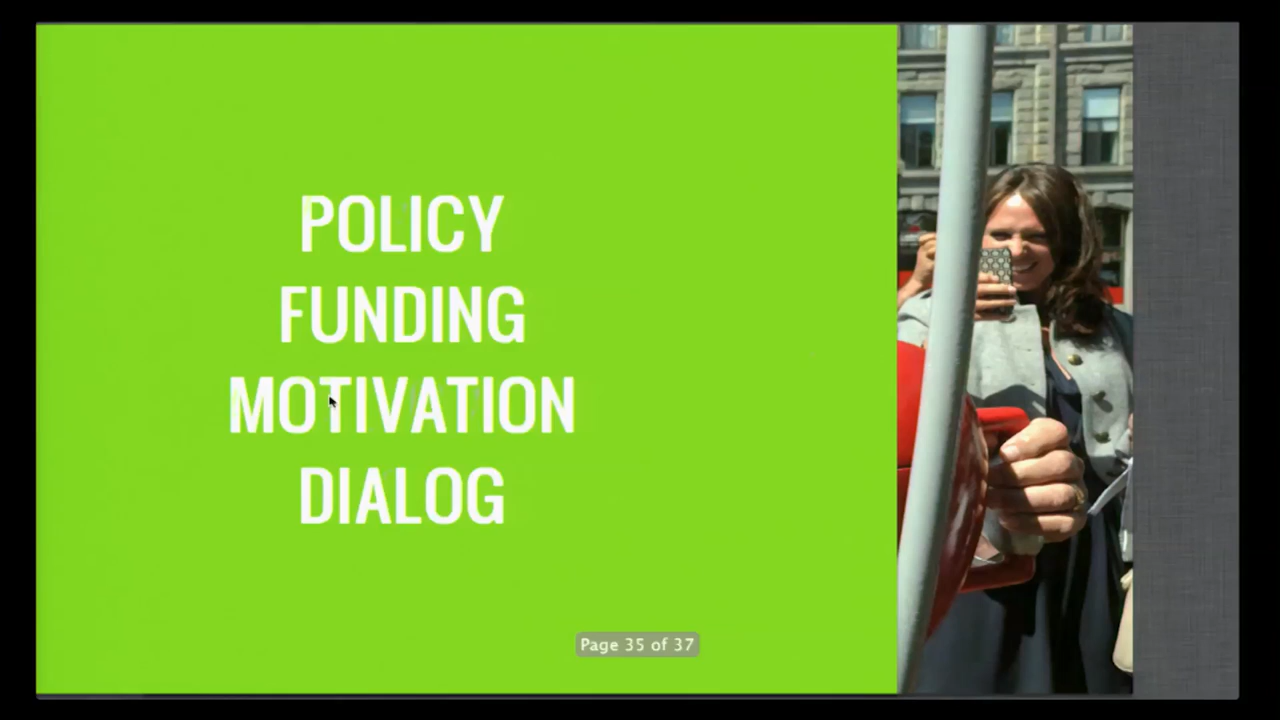 POLICY
FUNDING
MOTIVATION
DIALOG
Page 35 of 37